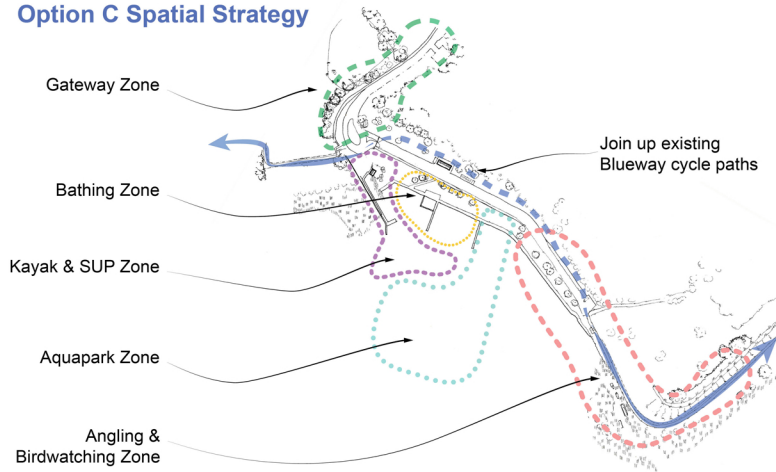 Option C Spatial Strategy
Gateway Zone
Join up existing
Blueway cycle paths
Bathing Zone
Kayak & SUP Zone
Aquapark Zone
Angling &
Birdwatching Zone